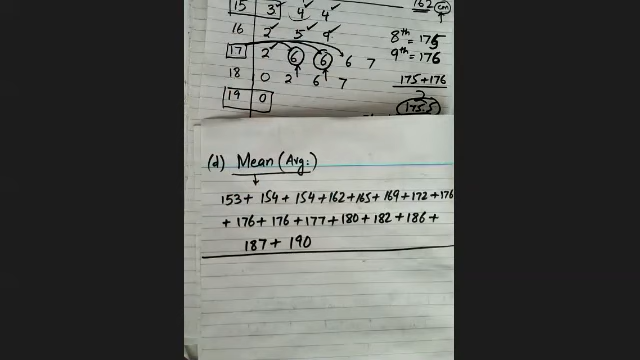 162 cm
15 3 4 4
16 2 5 9
17 2 6 6 6 7
18 0 2 6 7
19 0
8th = 175
9th = 176
175+176
2
175.5
(d) Mean (Avg:)
153 + 154 + 154 + 162 + 165 + 169 + 172 + 176
+ 176 + 176 + 177 + 180 + 182 + 186 +
187 + 190